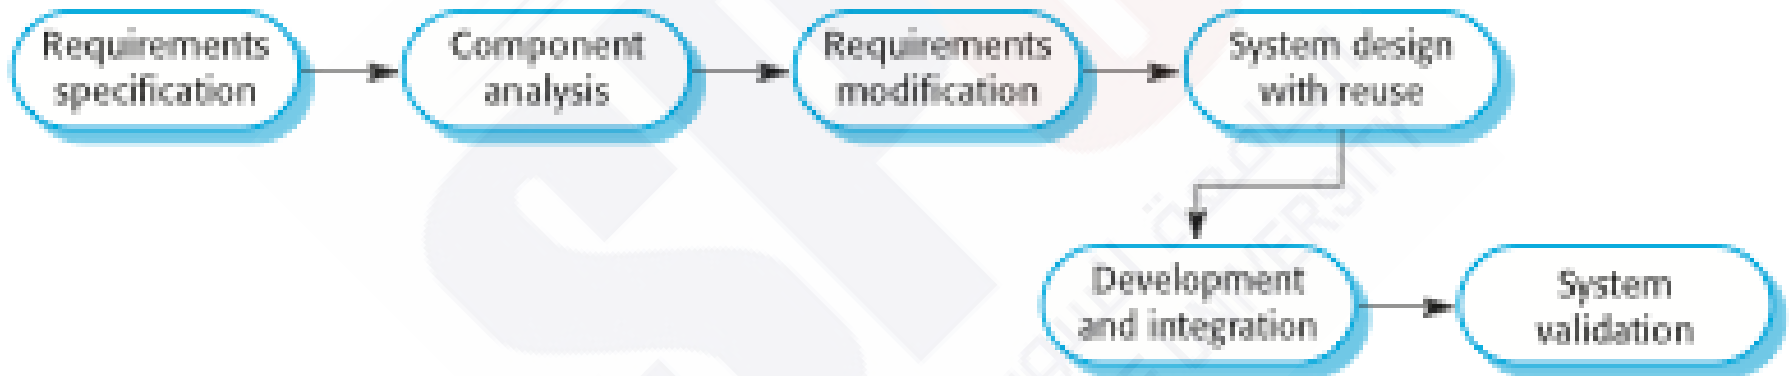 Requirements
specification
Component
analysis
Requirements
modification
System design
with reuse
Development
and integration
System
validation